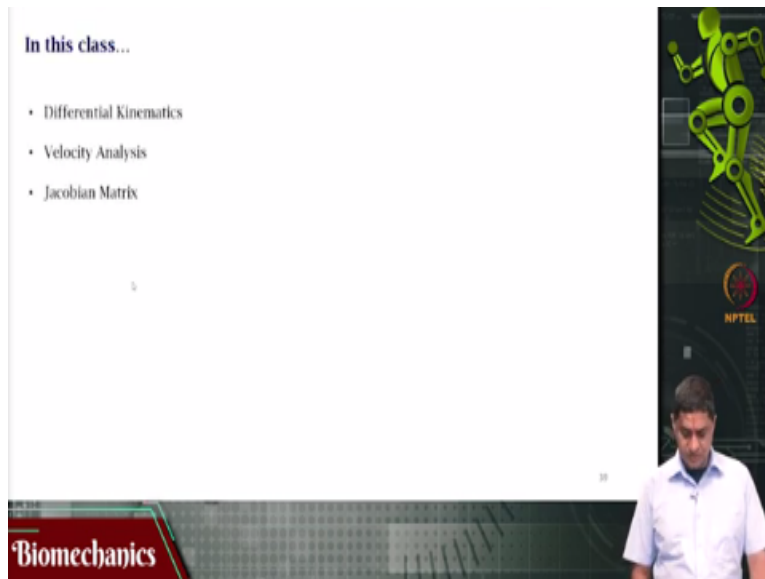 In this class...
• Differential Kinematics
• Velocity Analysis
• Jacobian Matrix
NPTEL
Biomechanics